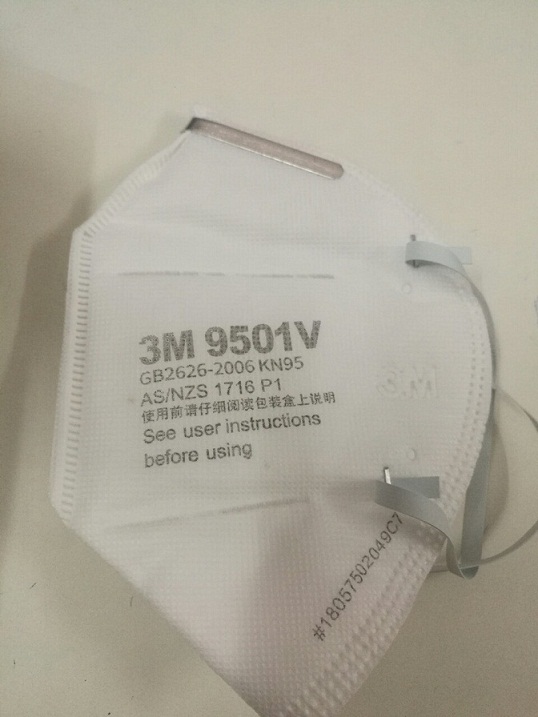 3M 9501V
GB2626-2006 KN95
AS/NZS 1716 P1
使用前请仔细阅读包装盒上说明
See user instructions
before using
3M
#18057502049C7